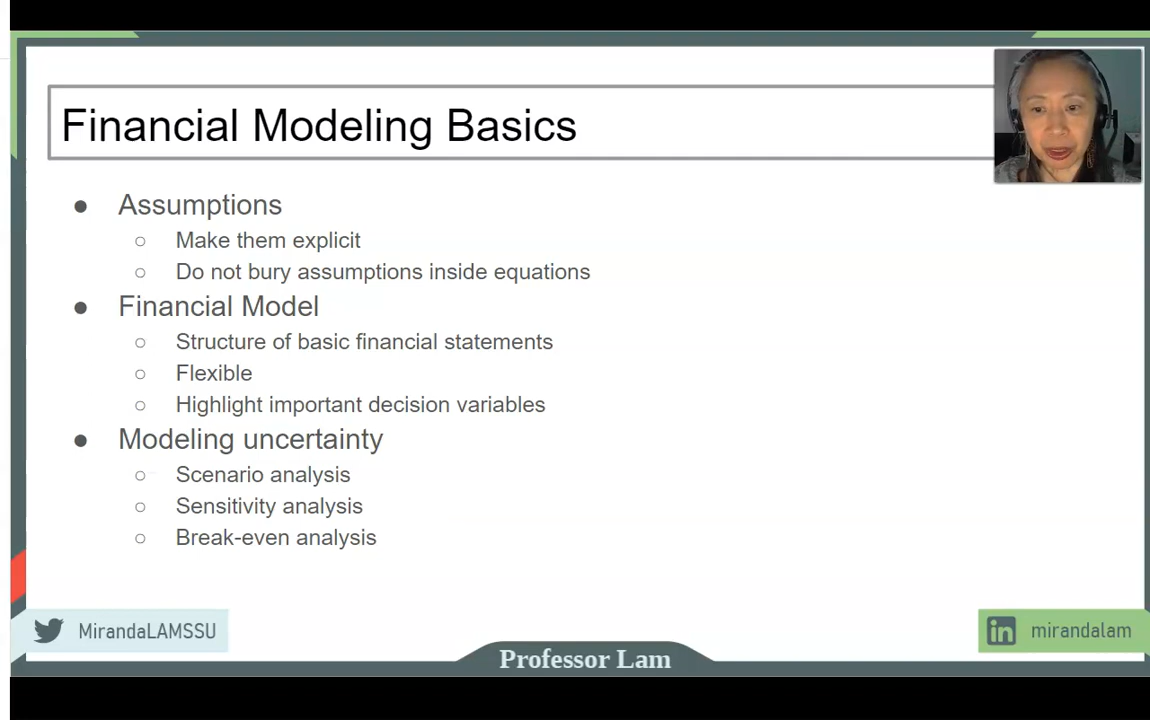 Financial Modeling Basics
● Assumptions
○ Make them explicit
○ Do not bury assumptions inside equations
● Financial Model
○ Structure of basic financial statements
○ Flexible
○ Highlight important decision variables
● Modeling uncertainty
○ Scenario analysis
○ Sensitivity analysis
○ Break-even analysis
MirandaLAMSSU
in mirandalam
Professor Lam